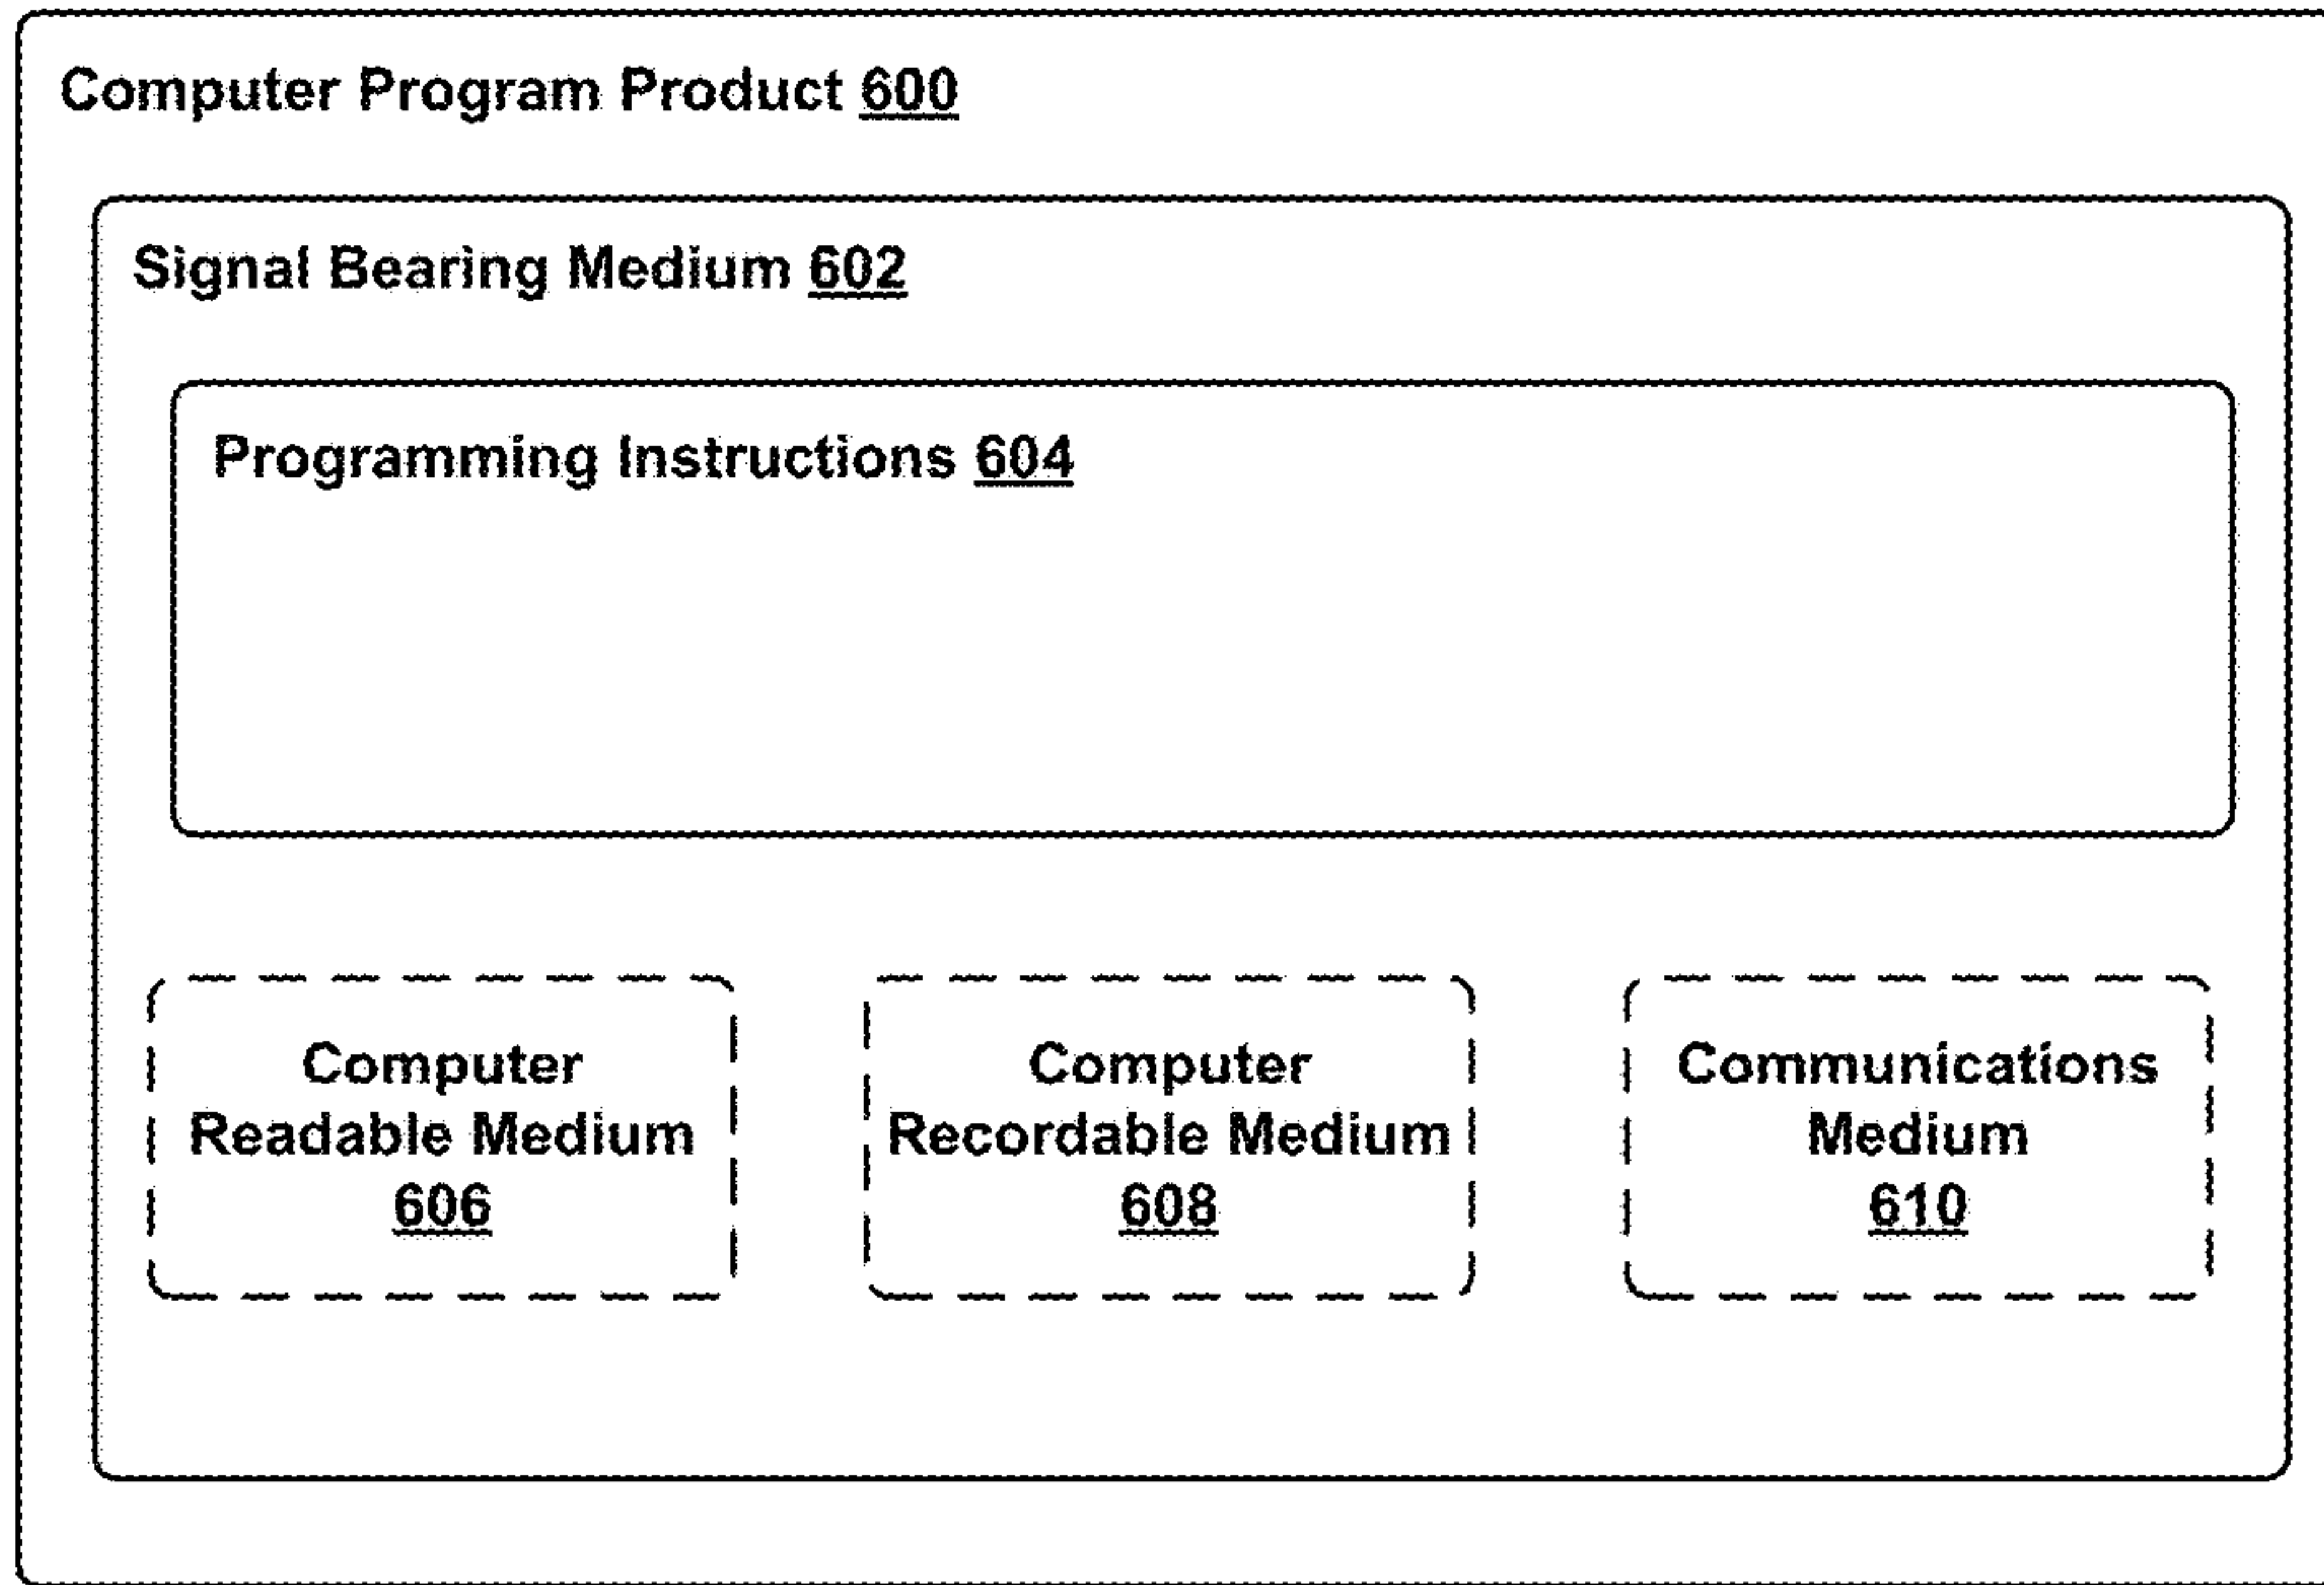 Computer Program Product 600
Signal Bearing Medium 602
Programming Instructions 604
Computer
Readable Medium
606
Computer
Recordable Medium
608
Communications
Medium
610